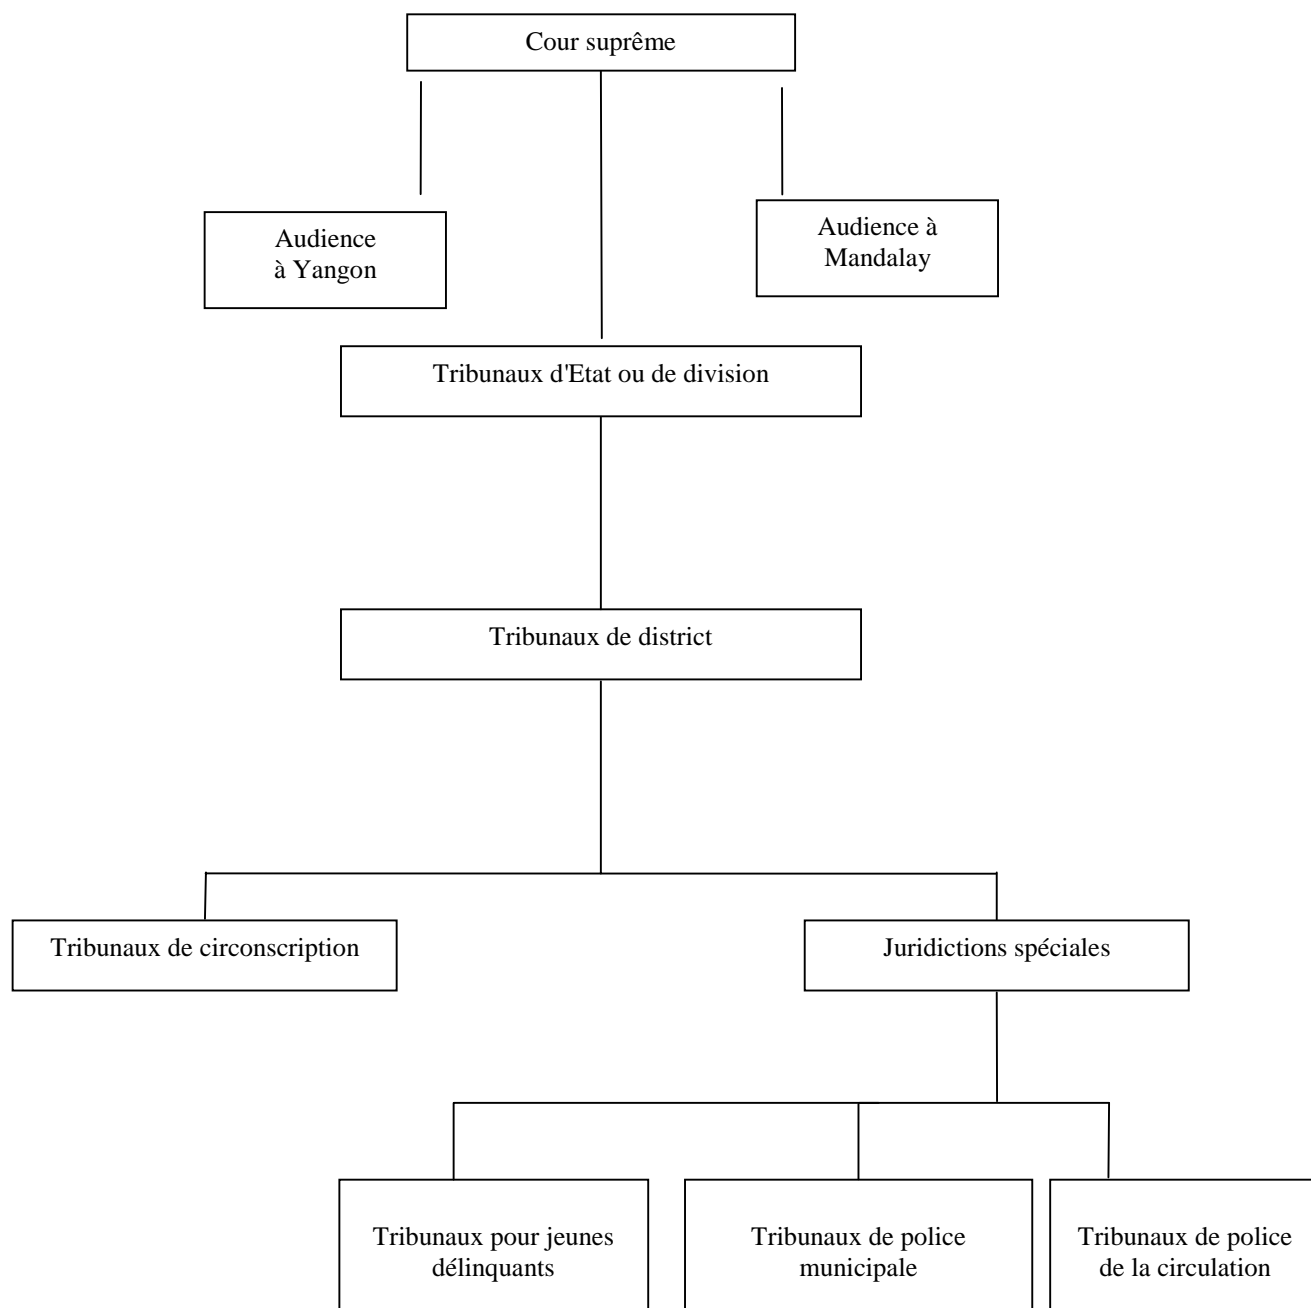 Cour suprême
Audience
à Yangon
Audience à
Mandalay
Tribunaux d'Etat ou de division
Tribunaux de district
Tribunaux de circonscription
Juridictions spéciales
Tribunaux pour jeunes
délinquants
Tribunaux de police
municipale
Tribunaux de police
de la circulation